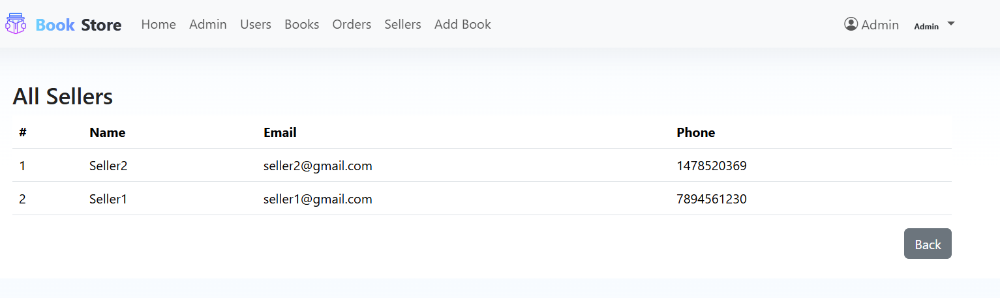 Book Store Home Admin Users Books Orders Sellers Add Book Admin Admin
All Sellers
# Name Email Phone
1 Seller2 seller2@gmail.com 1478520369
2 Seller1 seller1@gmail.com 7894561230
Back